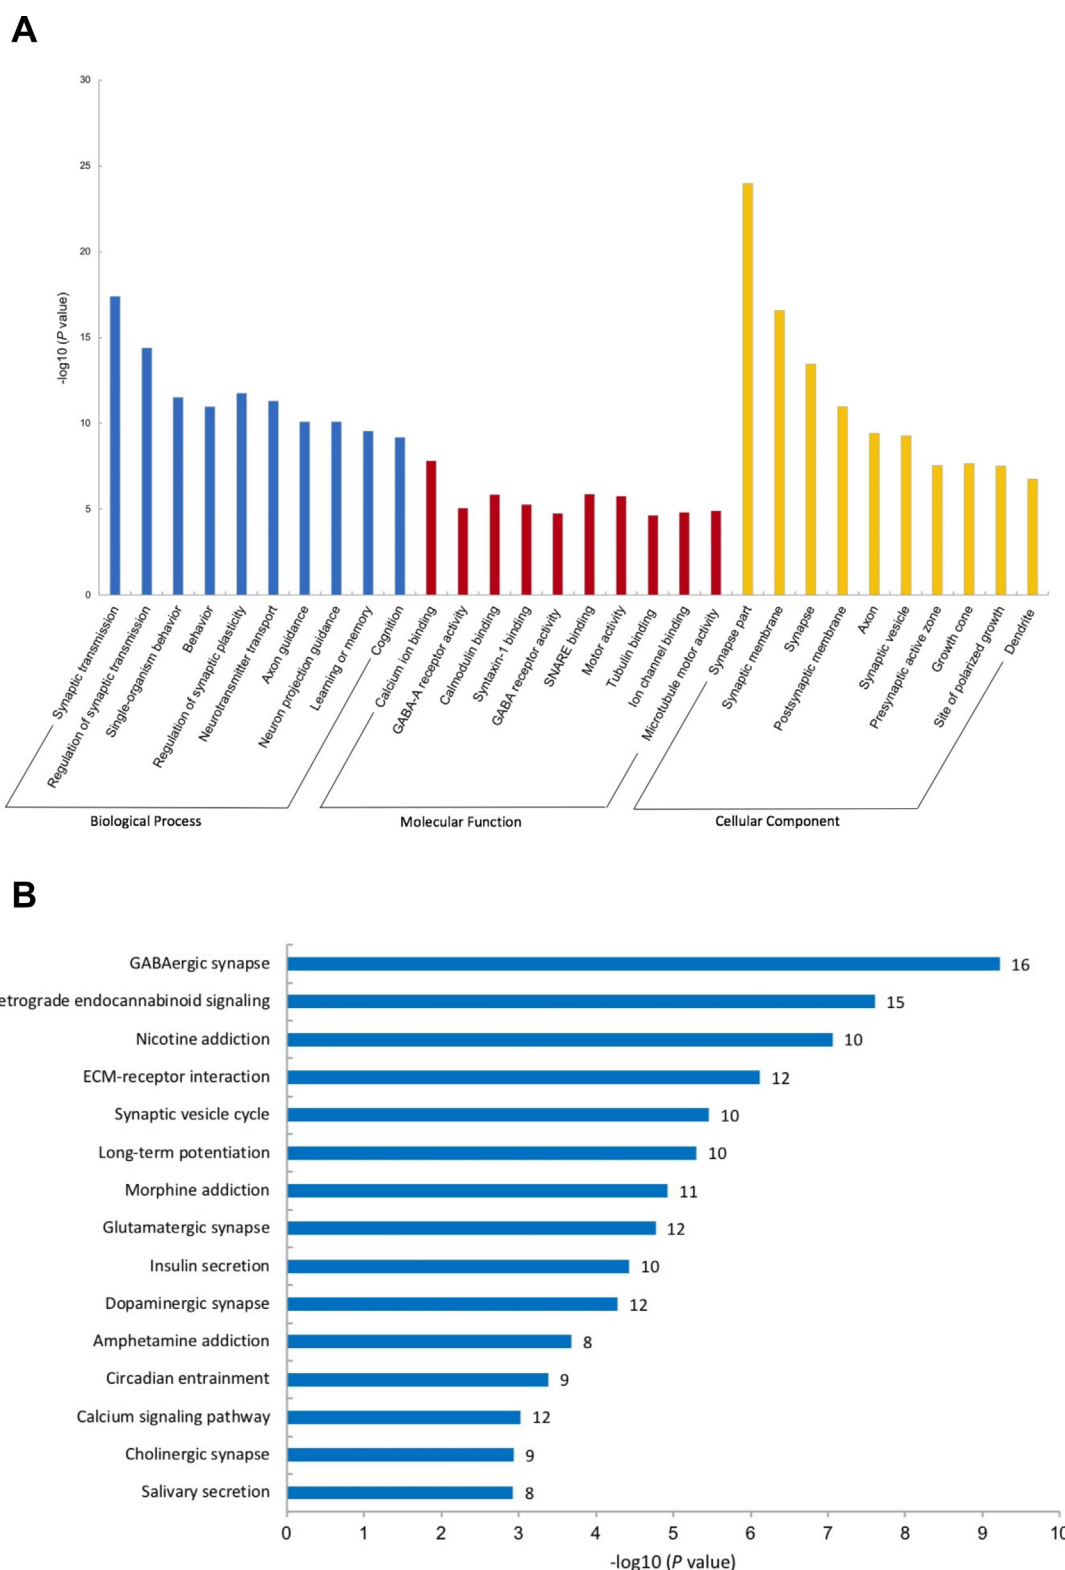 A
30
25
20
15
10
5
0
-log10 (P value)
Synaptic transmission
Regulation of synaptic transmission
Single-organism behavior
Behavior
Regulation of synaptic plasticity
Neurotransmitter transport
Axon guidance
Neuron projection guidance
Learning or memory
Cognition
Calcium ion binding
GABA-A receptor activity
Calmodulin binding
Syntaxin-1 binding
GABA receptor activity
SNARE binding
Motor activity
Tubulin binding
Ion channel binding
Microtubule motor activity
Synapse part
Synaptic membrane
Synapse
Postsynaptic membrane
Axon
Synaptic vesicle
Presynaptic active zone
Growth cone
Site of polarized growth
Dendrite
Biological Process
Molecular Function
Cellular Component
B
GABAergic synapse 16
etrograde endocannabinoid signaling 15
Nicotine addiction 10
ECM-receptor interaction 12
Synaptic vesicle cycle 10
Long-term potentiation 10
Morphine addiction 11
Glutamatergic synapse 12
Insulin secretion 10
Dopaminergic synapse 12
Amphetamine addiction 8
Circadian entrainment 9
Calcium signaling pathway 12
Cholinergic synapse 9
Salivary secretion 8
0 1 2 3 4 5 6 7 8 9 10
-log10 (P value)